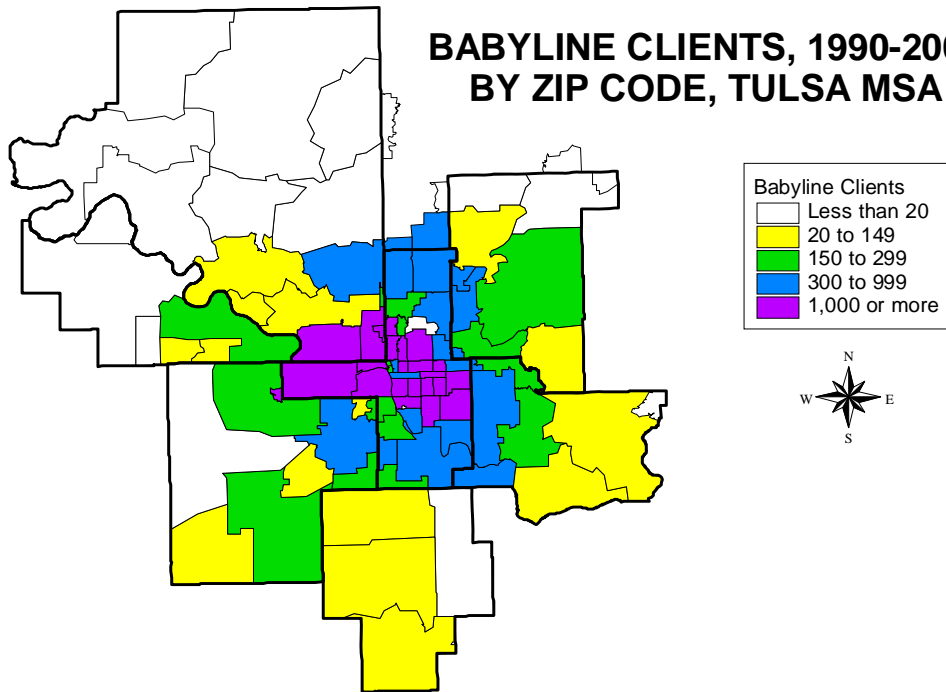 BABYLINE CLIENTS, 1990-200
BY ZIP CODE, TULSA MSA
Babyline Clients
Less than 20
20 to 149
150 to 299
300 to 999
1,000 or more
N
W E
S